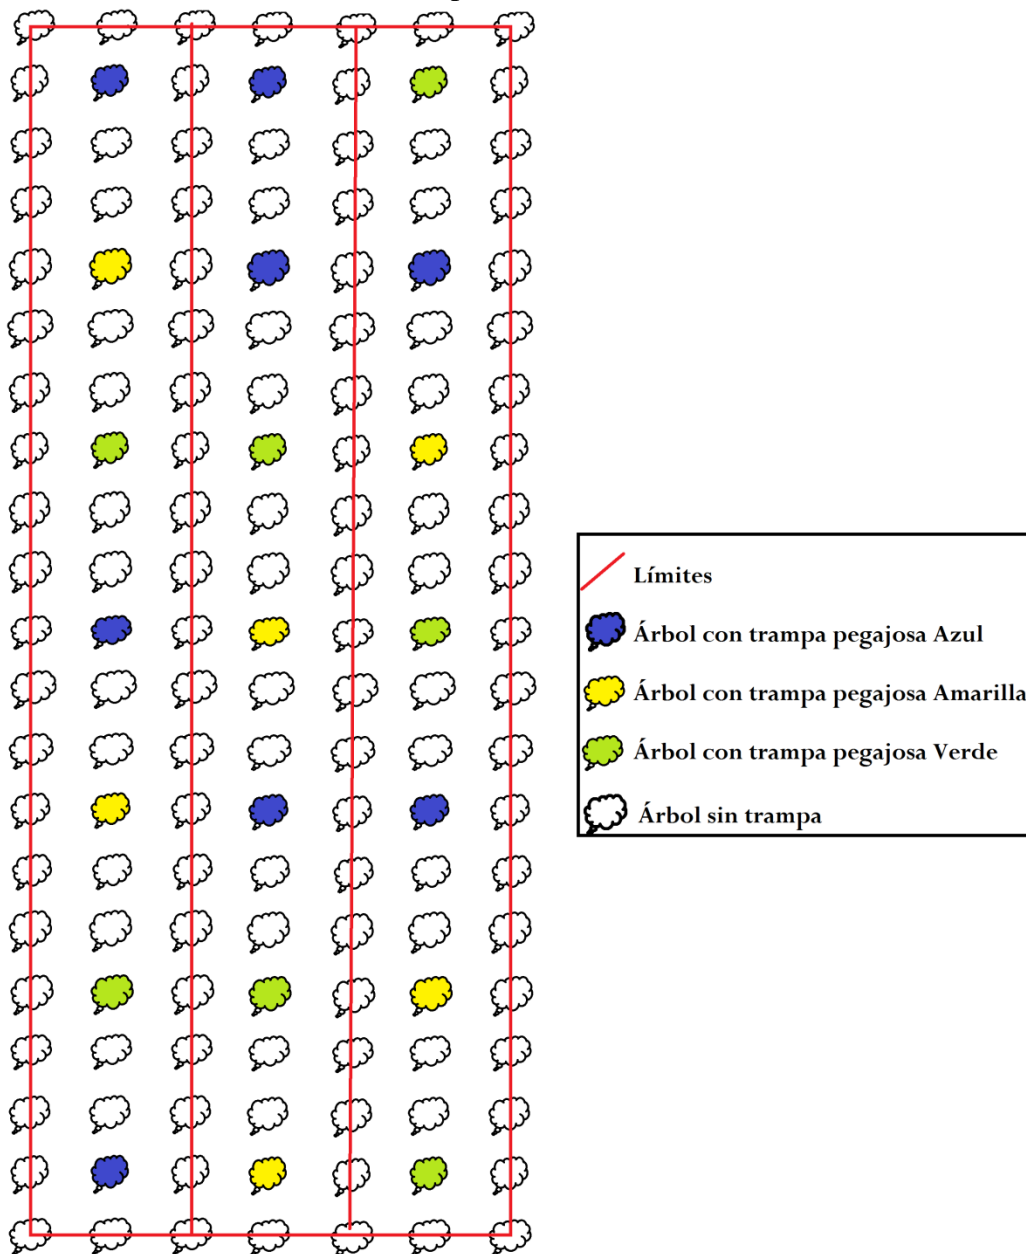 Límites
Árbol con trampa pegajosa Azul
Árbol con trampa pegajosa Amarilla
Árbol con trampa pegajosa Verde
Árbol sin trampa